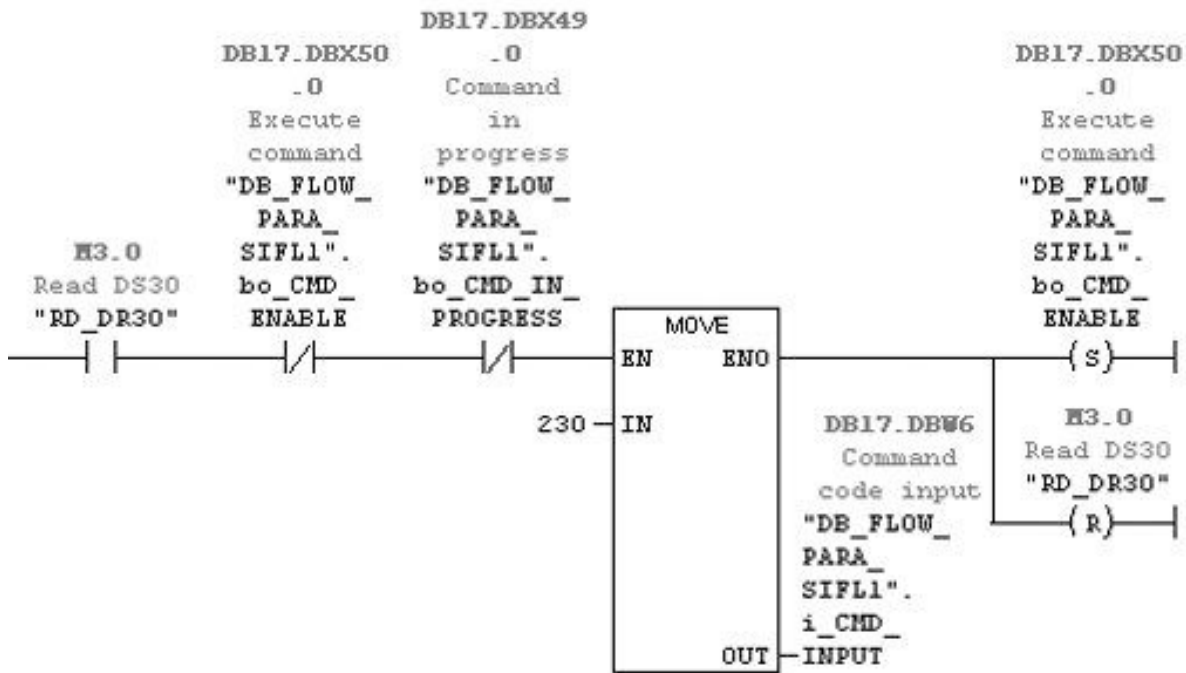 DB17.DBX50
.0
Execute
command
"DB_FLOW_
PARA_
SIFL1".
bo_CMD_
ENABLE
DB17.DBX49
.0
Command
in
progress
"DB_FLOW_
PARA_
SIFL1".
bo_CMD_IN_
PROGRESS
DB17.DBX50
.0
Execute
command
"DB_FLOW_
PARA_
SIFL1".
bo_CMD_
ENABLE
M3.0
Read DS30
"RD_DR30"
MOVE
EN ENO
(S)
230
IN
DB17.DBW6
Command
code input
"DB_FLOW_
PARA_
SIFL1".
i_CMD_
INPUT
OUT
M3.0
Read DS30
"RD_DR30"
(R)